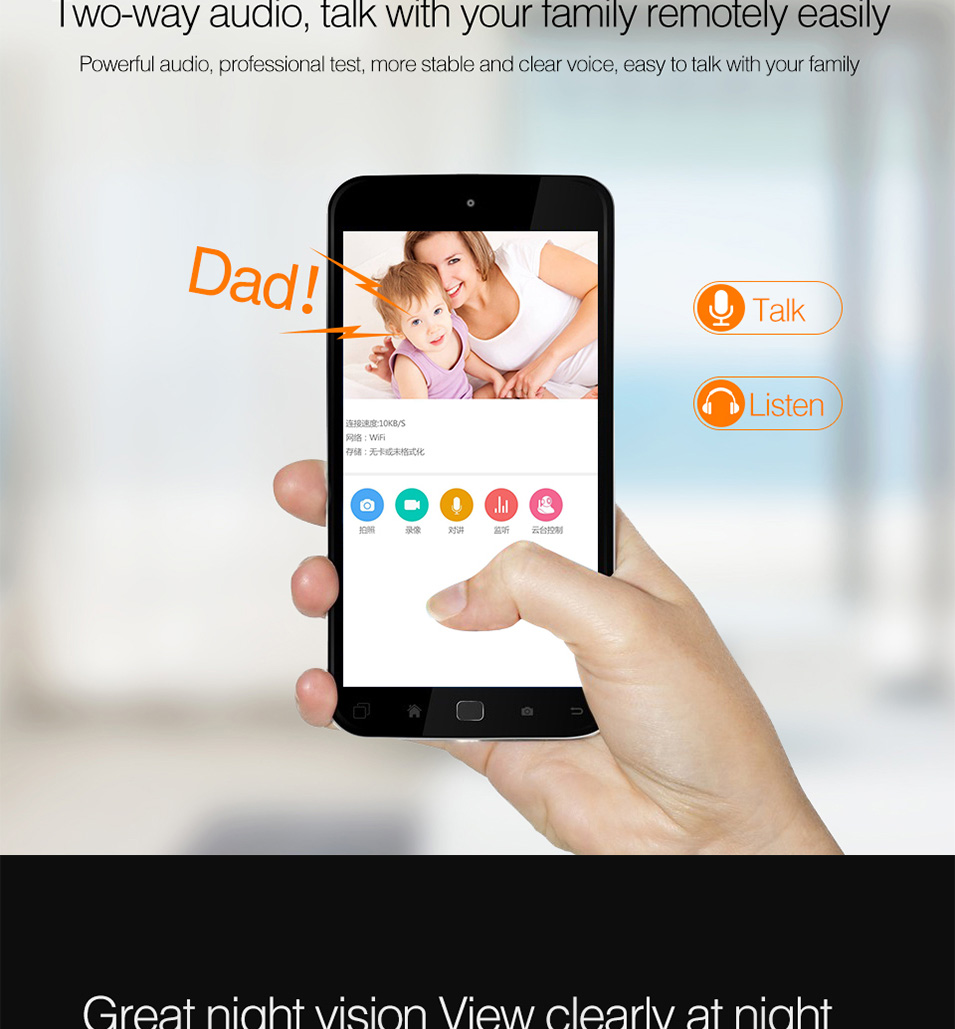 Two-way audio, talk with your family remotely easily
Powerful audio, professional test, more stable and clear voice, easy to talk with your family
Dad!
Talk
Listen
连接速度:10KB/S
网络：WiFi
存储：无卡或未格式化
拍照 录像 对讲 监听 云台控制
Great night vision View clearly at night